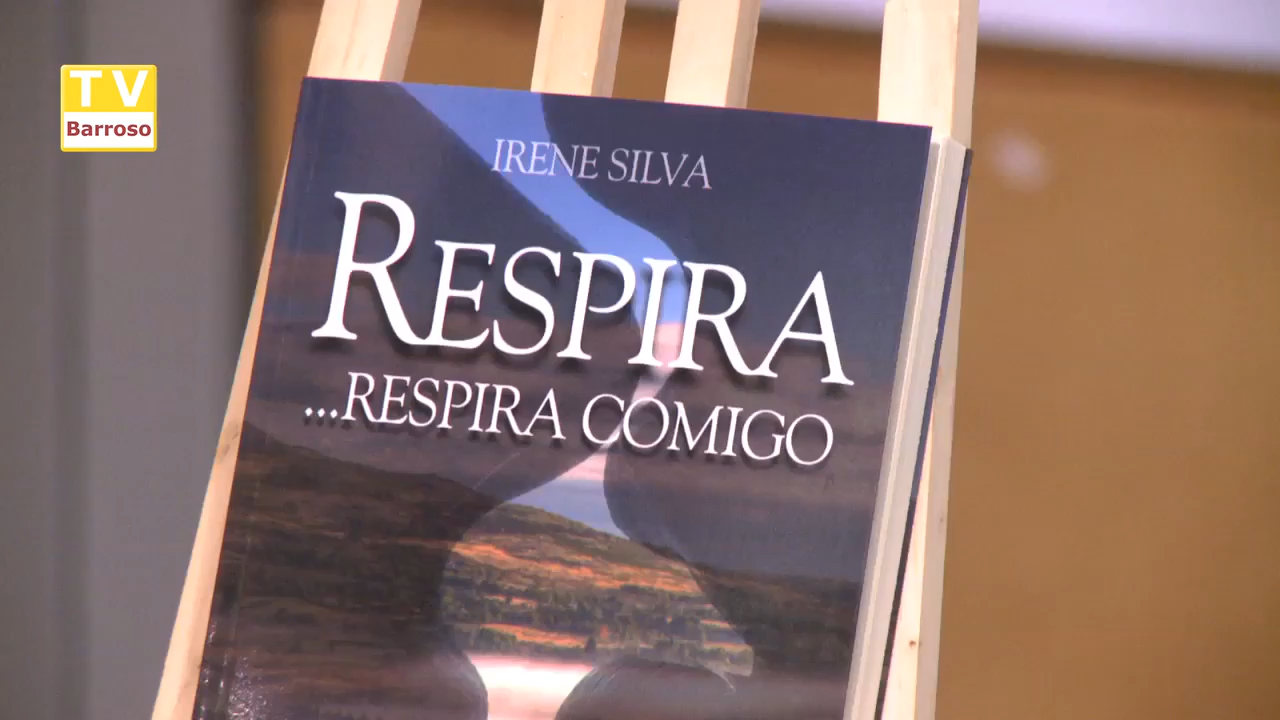 TV
Barroso
IRENE SILVA
RESPIRA
...RESPIRA COMIGO